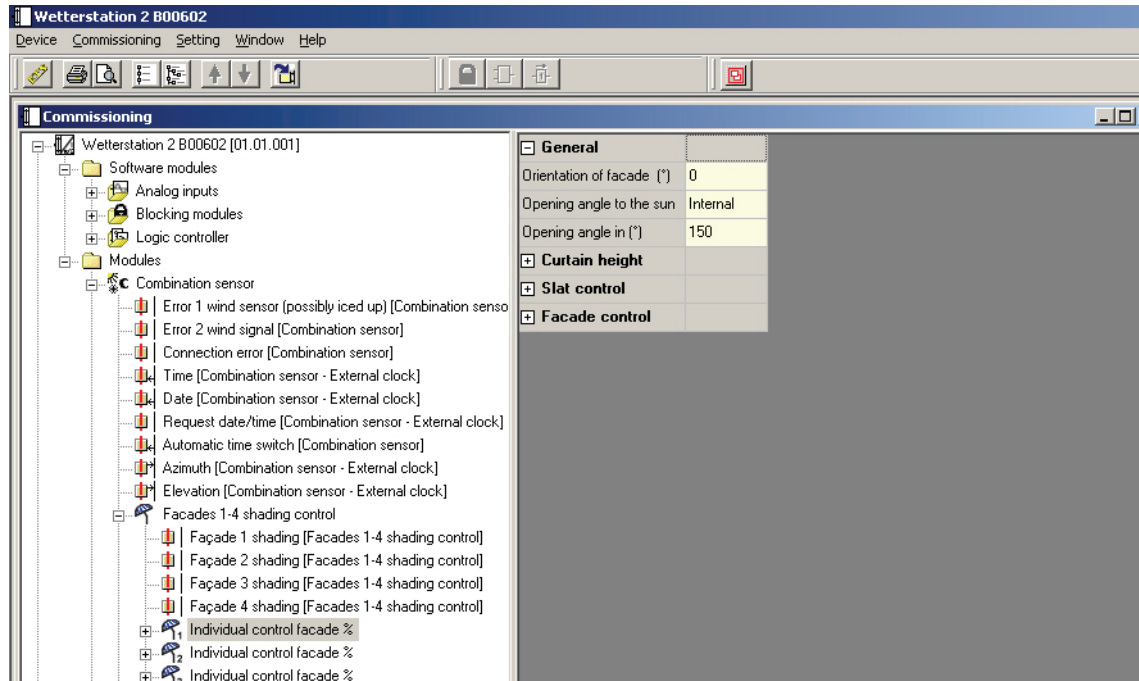 Wetterstation 2 B00602
Device Commissioning Setting Window Help
Commissioning
Wetterstation 2 B00602 [01.01.001]
Software modules
Analog inputs
Blocking modules
Logic controller
Modules
C Combination sensor
Error 1 wind sensor (possibly iced up) [Combination senso
Error 2 wind signal [Combination sensor]
Connection error [Combination sensor]
Time [Combination sensor - External clock]
Date [Combination sensor - External clock]
Request date/time [Combination sensor - External clock]
Automatic time switch [Combination sensor]
Azimuth [Combination sensor - External clock]
Elevation [Combination sensor - External clock]
Facades 1-4 shading control
Façade 1 shading [Facades 1-4 shading control]
Façade 2 shading [Facades 1-4 shading control]
Façade 3 shading [Facades 1-4 shading control]
Façade 4 shading [Facades 1-4 shading control]
1 Individual control facade %
2 Individual control facade %
Individual control facade %
General
Orientation of facade (°) 0
Opening angle to the sun Internal
Opening angle in (°) 150
Curtain height
Slat control
Facade control